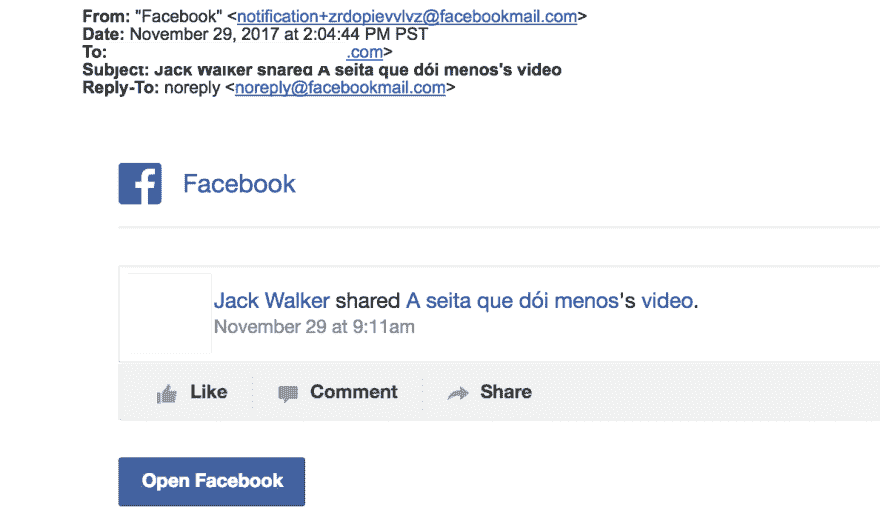 From: "Facebook" <notification+zrdopievvlvz@facebookmail.com>
Date: November 29, 2017 at 2:04:44 PM PST
To: .com>
Subject: Jack Walker shared A seita que dói menos's video
Reply-To: noreply <noreply@facebookmail.com>
Facebook
Jack Walker shared A seita que dói menos's video.
November 29 at 9:11am
Like Comment Share
Open Facebook